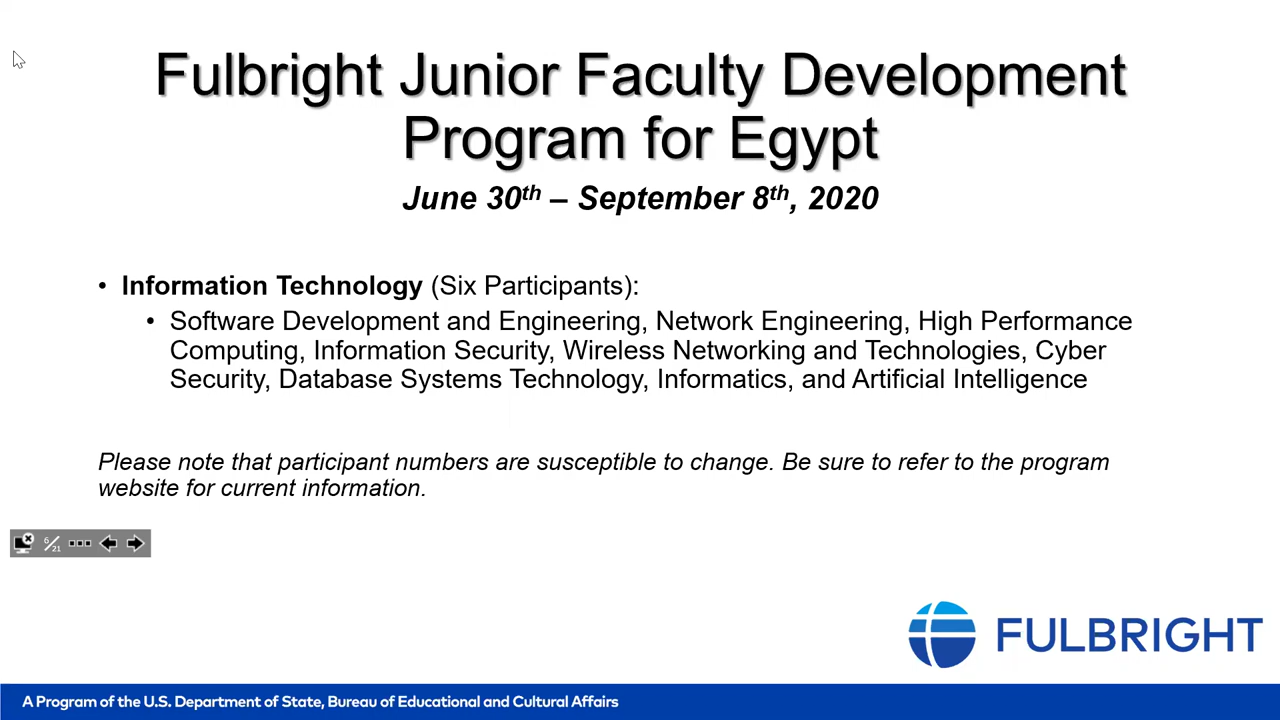 Fulbright Junior Faculty Development
Program for Egypt
June 30th – September 8th, 2020
• Information Technology (Six Participants):
• Software Development and Engineering, Network Engineering, High Performance
Computing, Information Security, Wireless Networking and Technologies, Cyber
Security, Database Systems Technology, Informatics, and Artificial Intelligence
Please note that participant numbers are susceptible to change. Be sure to refer to the program
website for current information.
6/21
FULBRIGHT
A Program of the U.S. Department of State, Bureau of Educational and Cultural Affairs